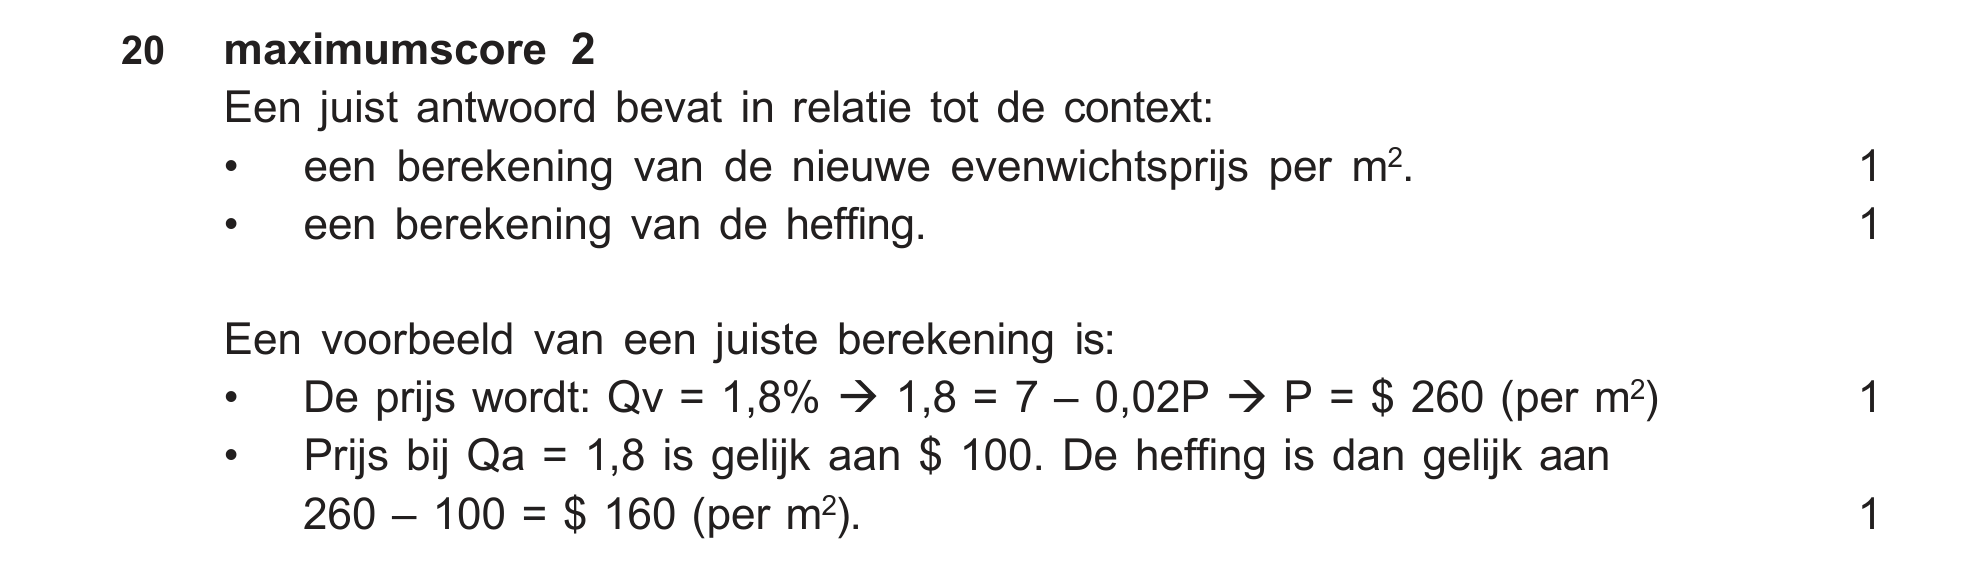 20 maximumscore 2
Een juist antwoord bevat in relatie tot de context:
• een berekening van de nieuwe evenwichtsprijs per m². 1
• een berekening van de heffing. 1
Een voorbeeld van een juiste berekening is:
• De prijs wordt: Qv = 1,8% → 1,8 = 7 – 0,02P → P = $ 260 (per m²) 1
• Prijs bij Qa = 1,8 is gelijk aan $ 100. De heffing is dan gelijk aan
260 – 100 = $ 160 (per m²). 1